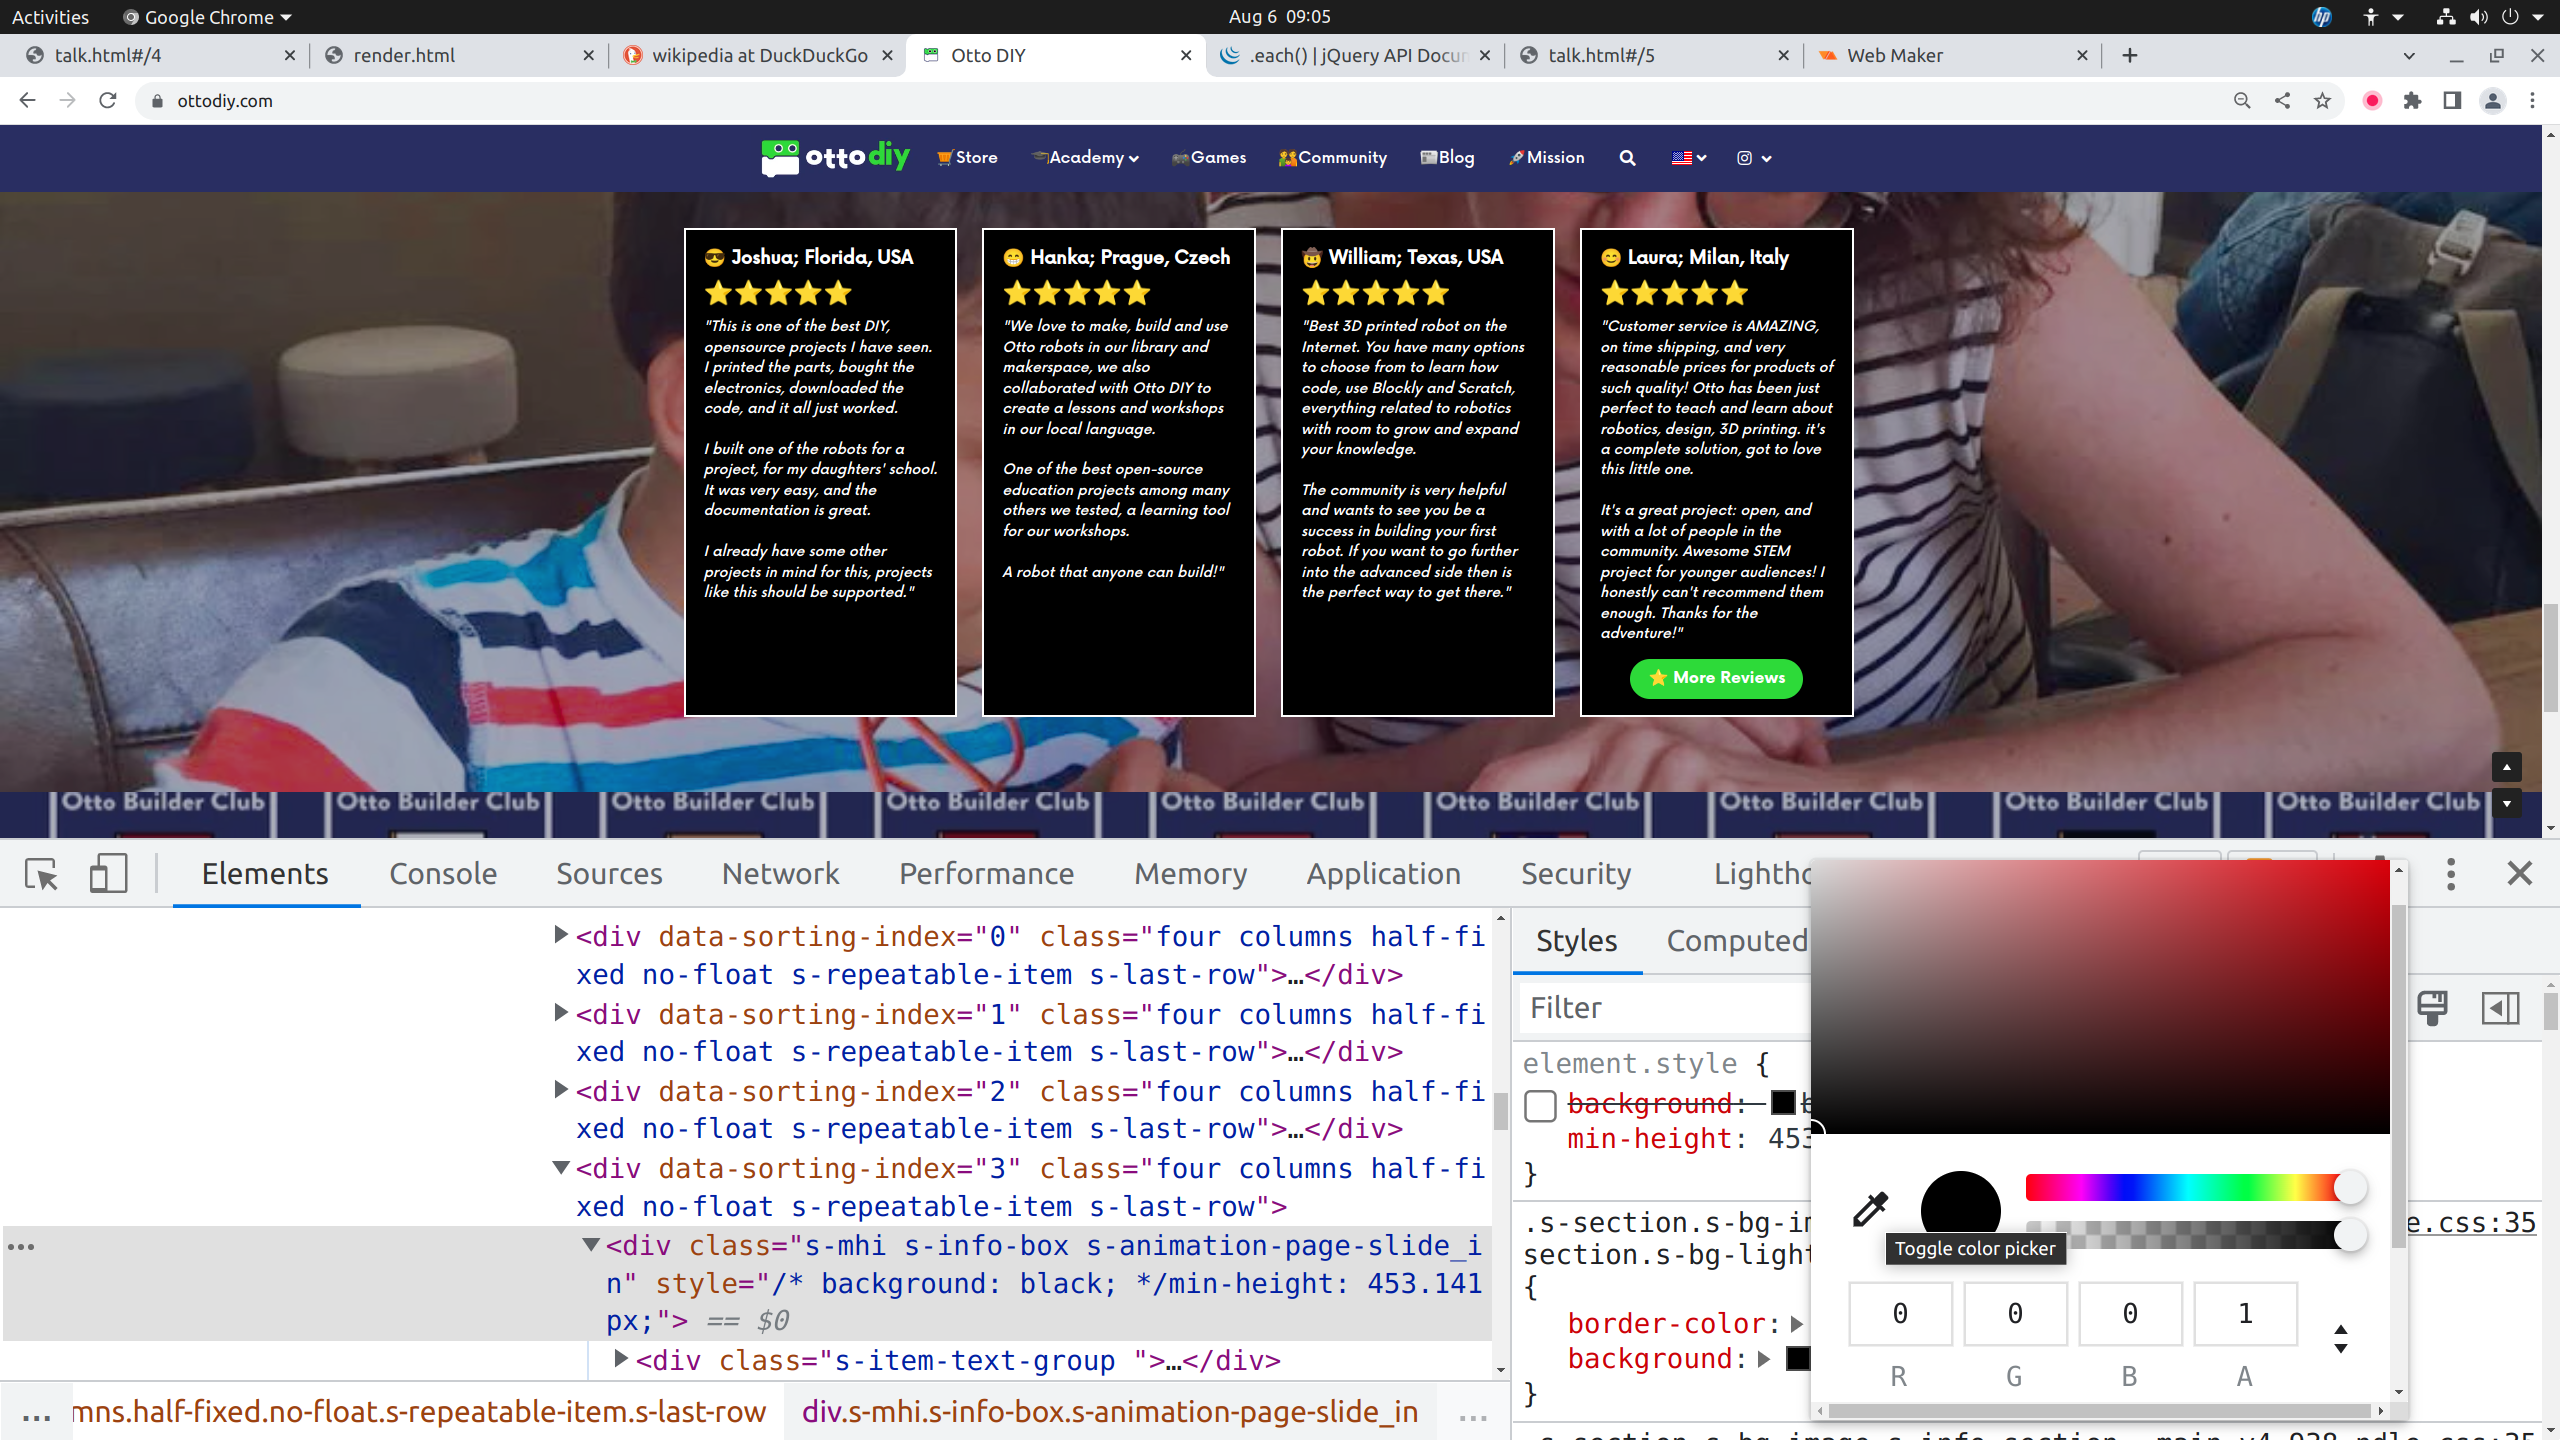 Activities
Google Chrome
Aug 6 09:05
talk.html#/4
render.html
wikipedia at DuckDuckGo
Otto DIY
.each() | jQuery API Docum
talk.html#/5
Web Maker
ottodiy.com
otto diy
Store
Academy
Games
Community
Blog
Mission
Joshua; Florida, USA
"This is one of the best DIY,
opensource projects I have seen.
I printed the parts, bought the
electronics, downloaded the
code, and it all just worked.
I built one of the robots for a
project, for my daughters' school.
It was very easy, and the
documentation is great.
I already have some other
projects in mind for this, projects
like this should be supported."
Hanka; Prague, Czech
"We love to make, build and use
Otto robots in our library and
makerspace, we also
collaborated with Otto DIY to
create a lessons and workshops
in our local language.
One of the best open-source
education projects among many
others we tested, a learning tool
for our workshops.
A robot that anyone can build!"
William; Texas, USA
"Best 3D printed robot on the
Internet. You have many options
to choose from to learn how
code, use Blockly and Scratch,
everything related to robotics
with room to grow and expand
your knowledge.
The community is very helpful
and wants to see you be a
success in building your first
robot. If you want to go further
into the advanced side then is
the perfect way to get there."
Laura; Milan, Italy
"Customer service is AMAZING,
on time shipping, and very
reasonable prices for products of
such quality! Otto has been just
perfect to teach and learn about
robotics, design, 3D printing. it's
a complete solution, got to love
this little one.
It's a great project: open, and
with a lot of people in the
community. Awesome STEM
project for younger audiences! I
honestly can't recommend them
enough. Thanks for the
adventure!"
More Reviews
Otto Builder Club Otto Builder Club Otto Builder Club Otto Builder Club Otto Builder Club Otto Builder Club Otto Builder Club Otto Builder Club Otto Builder Club
Elements
Console
Sources
Network
Performance
Memory
Application
Security
Lighthо
<div data-sorting-index="0" class="four columns half-fi
xed no-float s-repeatable-item s-last-row">…</div>
<div data-sorting-index="1" class="four columns half-fi
xed no-float s-repeatable-item s-last-row">…</div>
<div data-sorting-index="2" class="four columns half-fi
xed no-float s-repeatable-item s-last-row">…</div>
<div data-sorting-index="3" class="four columns half-fi
xed no-float s-repeatable-item s-last-row">
<div class="s-mhi s-info-box s-animation-page-slide_i
n" style="/* background: black; */min-height: 453.141
px;"> == $0
<div class="s-item-text-group ">…</div>
... mns.half-fixed.no-float.s-repeatable-item.s-last-row
div.s-mhi.s-info-box.s-animation-page-slide_in ...
Styles
Computed
Filter
element.style {
background: b
min-height: 453
}
.s-section.s-bg-im
e.css:35
section.s-bg-light
{
border-color:
background:
}
Toggle color picker
0 0 0 1
R G B A